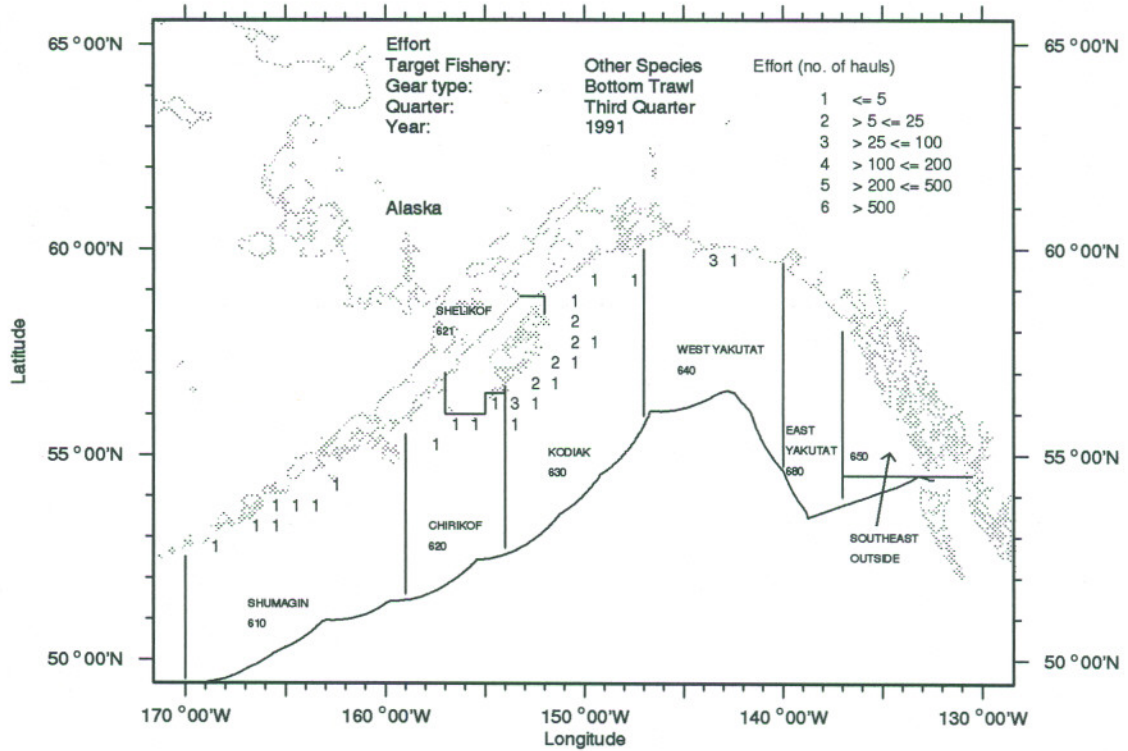 65 °00'N
65 °00'N
Effort
Target Fishery: Other Species
Gear type: Bottom Trawl
Quarter: Third Quarter
Year: 1991
Effort (no. of hauls)
1 <= 5
2 > 5 <= 25
3 > 25 <= 100
4 > 100 <= 200
5 > 200 <= 500
6 > 500
Alaska
60 °00'N
60 °00'N
3 1
1 1
1
SHELIKOF
621
2
2 1
2 1
2 1
1 3 1
1 1 1
1
WEST YAKUTAT
640
EAST
YAKUTAT
680
650
KODIAK
630
55 °00'N
55 °00'N
1
1 1 1
1 1
1
CHIRIKOF
620
SOUTHEAST
OUTSIDE
SHUMAGIN
610
50 °00'N
50 °00'N
Latitude
170 °00'W 160 °00'W 150 °00'W 140 °00'W 130 °00'W
Longitude